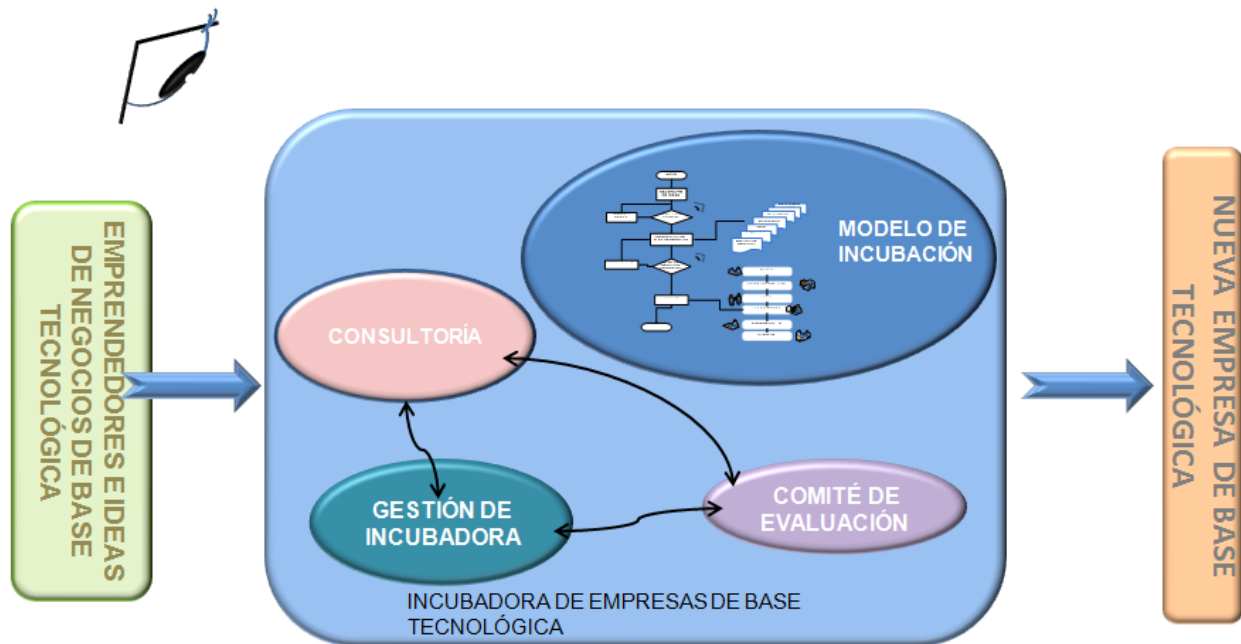 EMPRENDEDORES E IDEAS
DE NEGOCIOS DE BASE
TECNOLÓGICA
MODELO DE
INCUBACIÓN
CONSULTORÍA
GESTIÓN DE
INCUBADORA
COMITÉ DE
EVALUACIÓN
INCUBADORA DE EMPRESAS DE BASE
TECNOLÓGICA
NUEVA EMPRESA DE BASE
TECNOLÓGICA